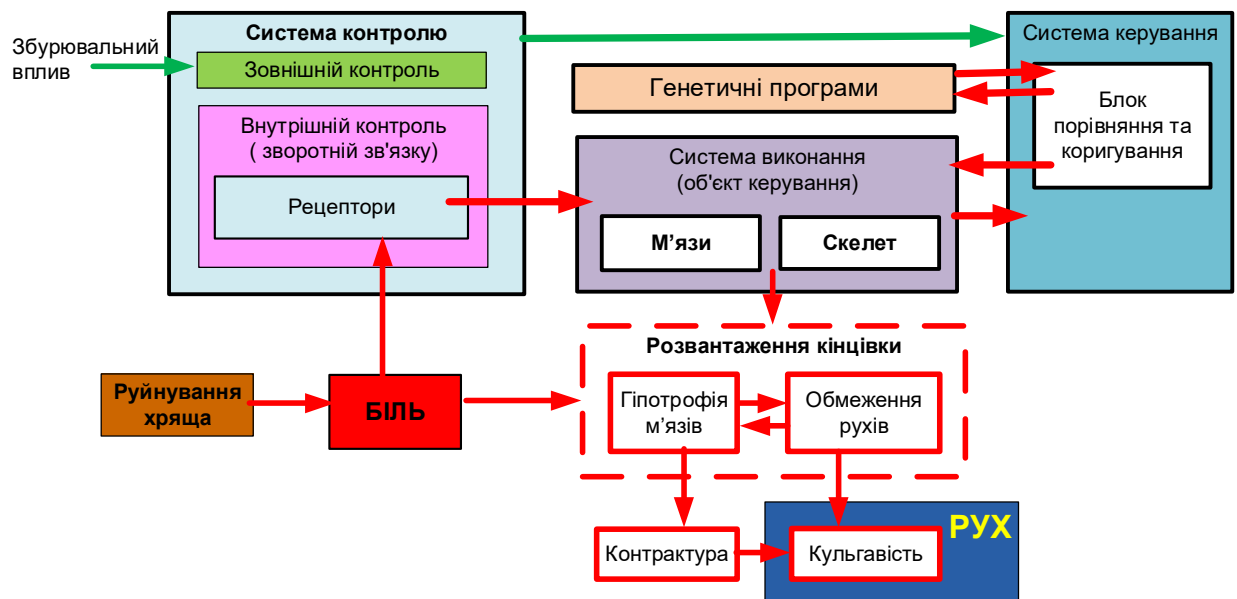 Збурювальний
вплив
Система контролю
Зовнішній контроль
Внутрішній контроль
( зворотній зв'язку)
Рецептори
Генетичні програми
Система виконання
(об'єкт керування)
М'язи
Скелет
Система керування
Блок
порівняння та
коригування
Руйнування
хряща
БІЛЬ
Розвантаження кінцівки
Гіпотрофія
м’язів
Обмеження
рухів
Контрактура
РУХ
Кульгавість